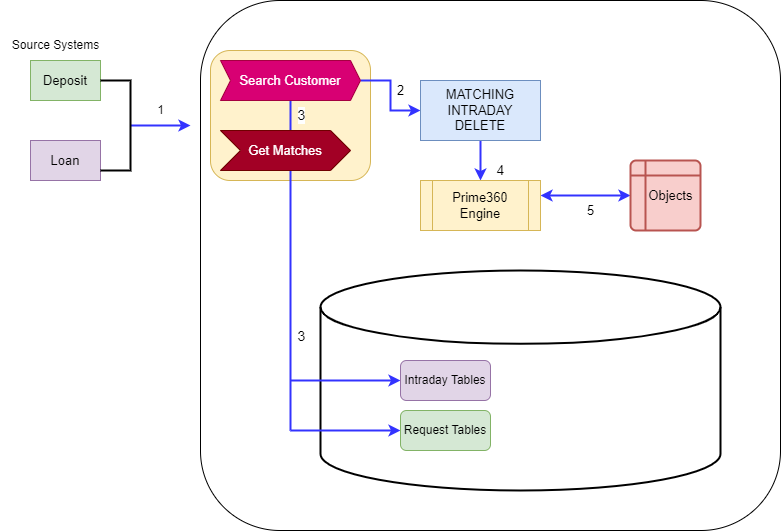 Source Systems
Deposit
Loan
1
Search Customer
2
3
Get Matches
MATCHING
INTRADAY
DELETE
4
Prime360
Engine
5
Objects
3
Intraday Tables
Request Tables